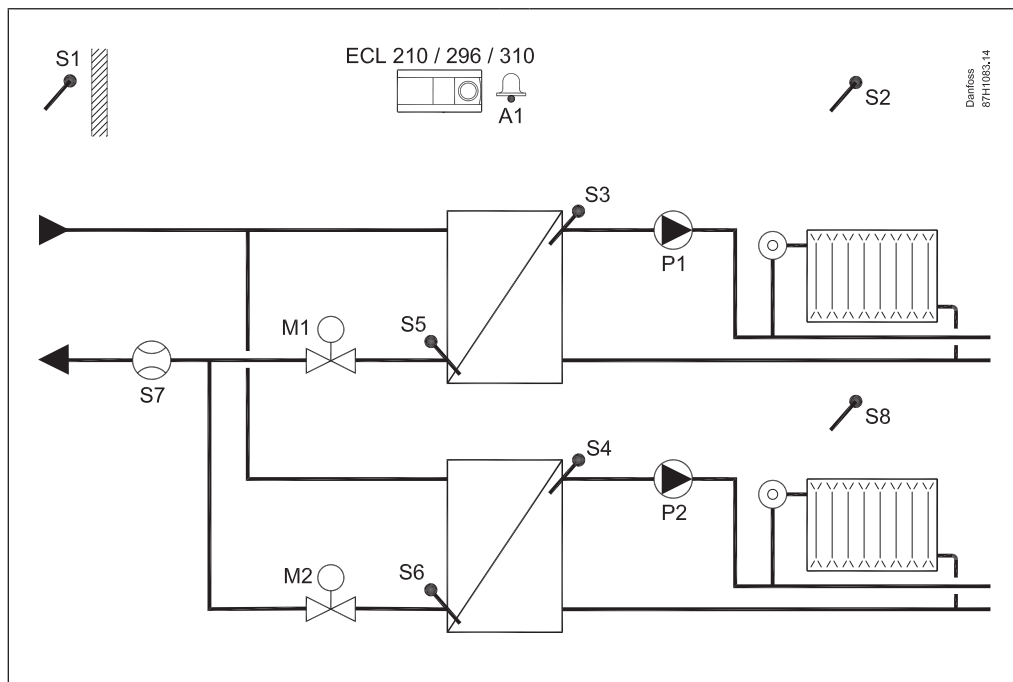 S1
ECL 210 / 296 / 310
A1
S2
Danfoss
87H1083.14
S3
P1
M1
S5
S7
S8
S4
P2
M2
S6